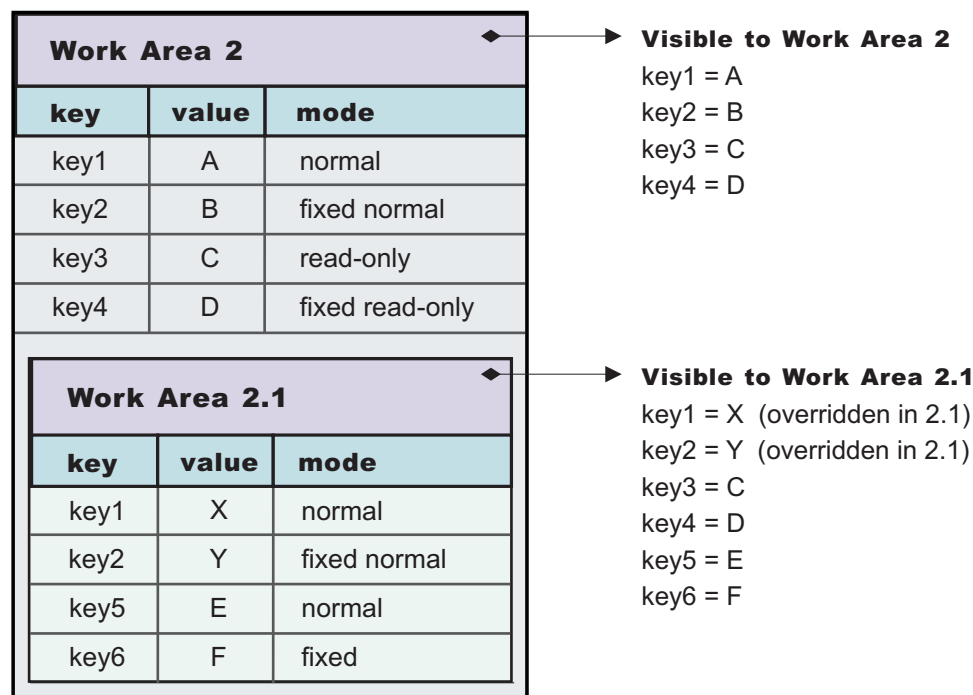 Work Area 2
key value mode
key1 A normal
key2 B fixed normal
key3 C read-only
key4 D fixed read-only
Visible to Work Area 2
key1 = A
key2 = B
key3 = C
key4 = D
Work Area 2.1
key value mode
key1 X normal
key2 Y fixed normal
key5 E normal
key6 F fixed
Visible to Work Area 2.1
key1 = X (overridden in 2.1)
key2 = Y (overridden in 2.1)
key3 = C
key4 = D
key5 = E
key6 = F